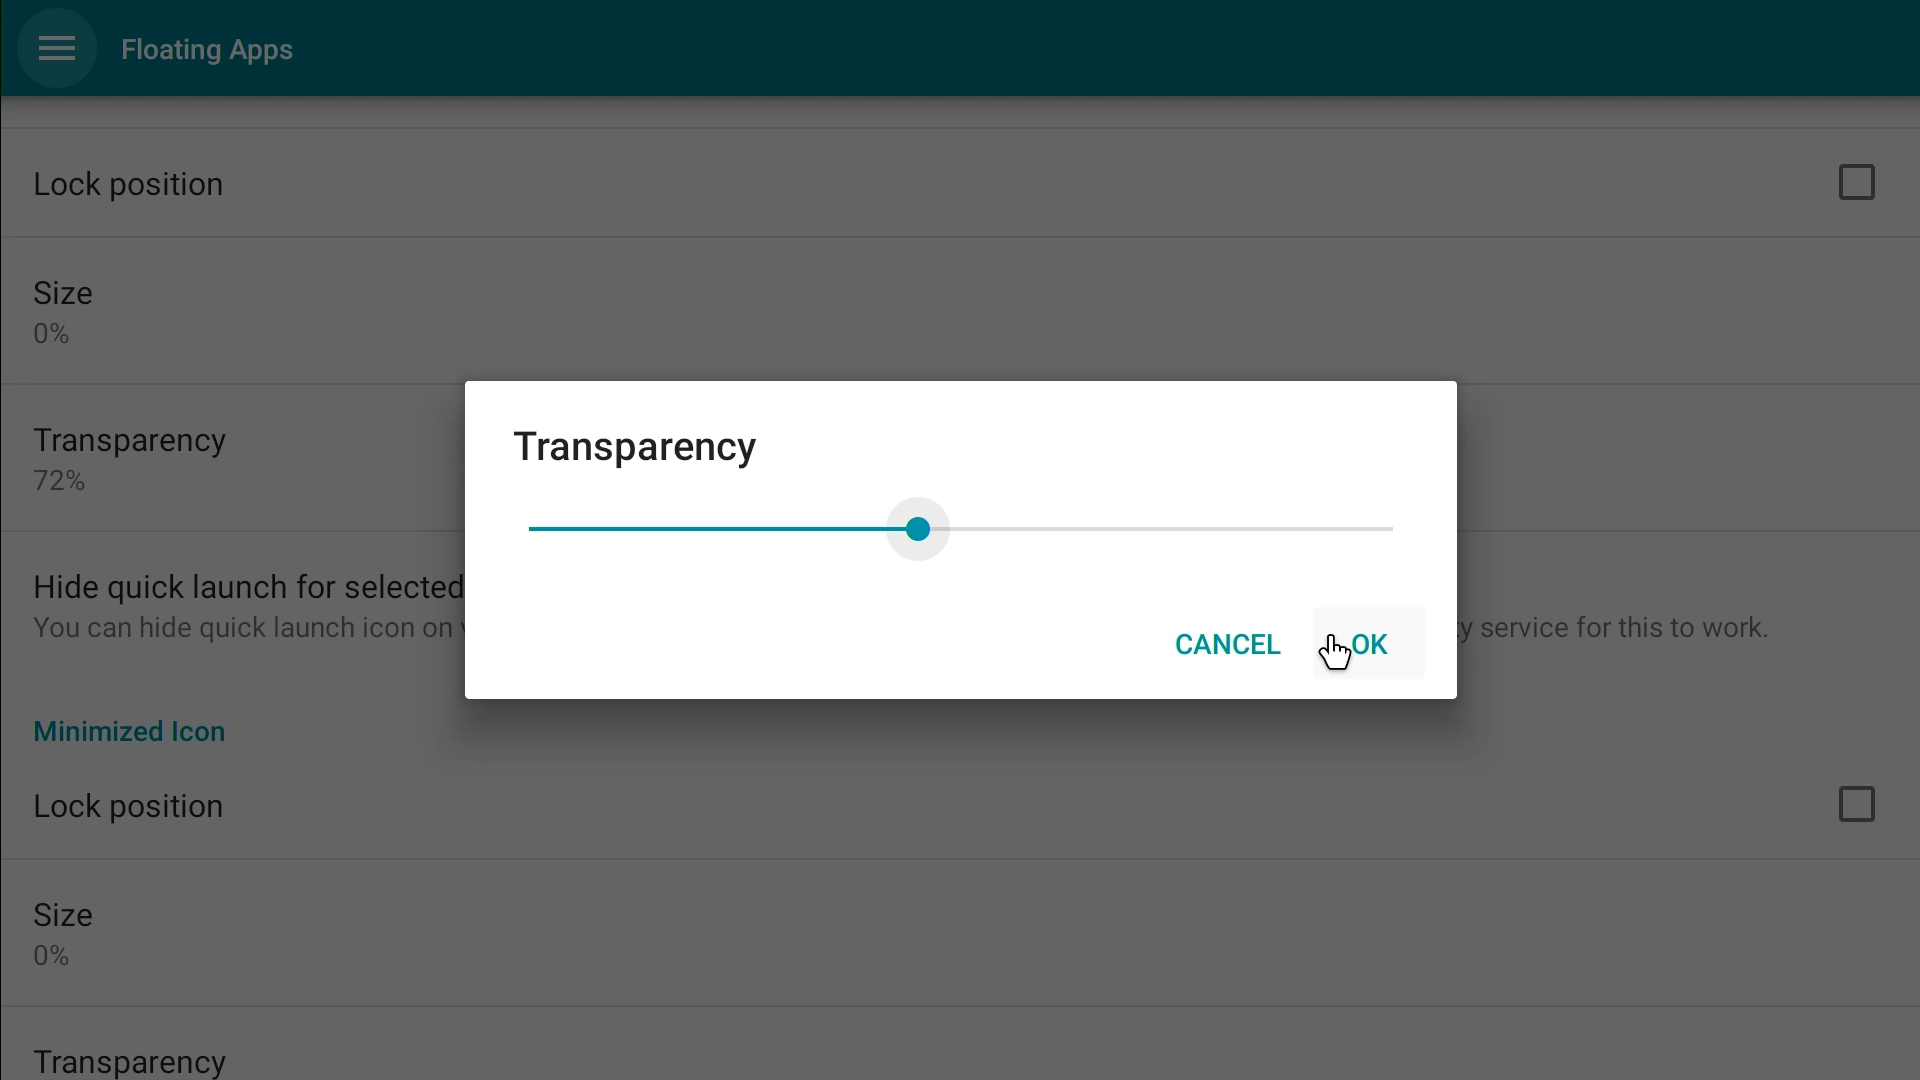 Floating Apps
Lock position
Size
0%
Transparency
72%
Transparency
Hide quick launch for selected
You can hide quick launch icon on
service for this to work.
CANCEL
OK
Minimized Icon
Lock position
Size
0%
Transparency